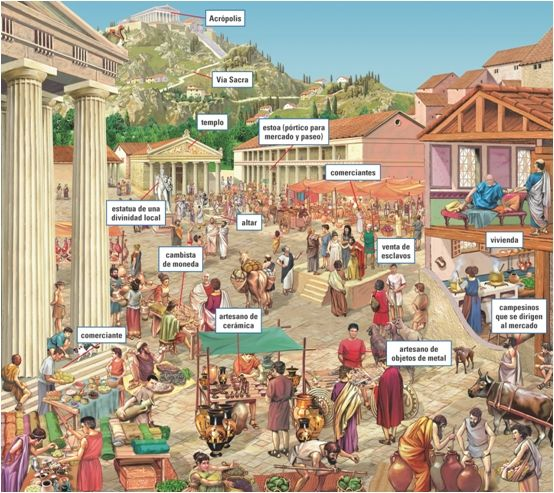 Acrópolis
Vía Sacra
templo
estoa (pórtico para
mercado y paseo)
comerciantes
estatua de una
divinidad local
altar
cambista
de moneda
venta de
esclavos
vivienda
comerciante
artesano de
cerámica
artesano de
objetos de metal
campesinos
que se dirigen
al mercado